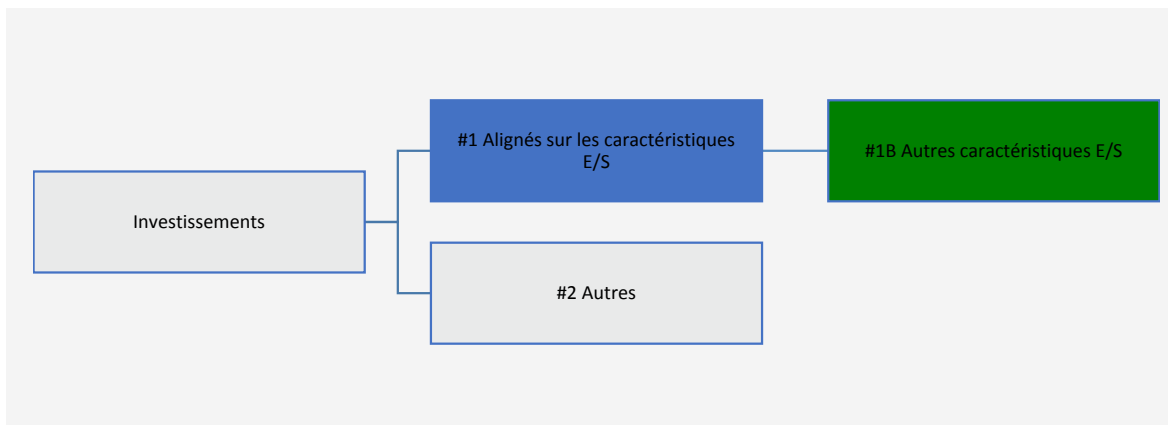 #1 Alignés sur les caractéristiques
E/S
#1B Autres caractéristiques E/S
Investissements
#2 Autres